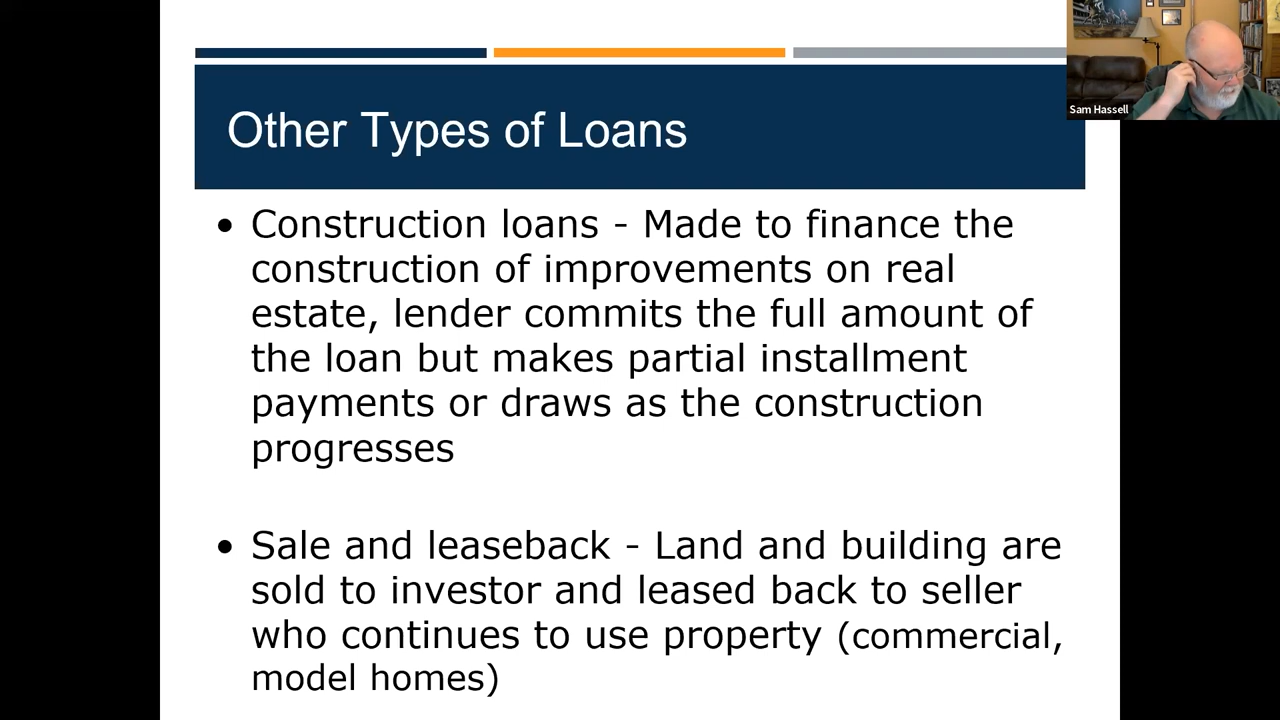 Other Types of Loans
Sam Hassell
• Construction loans - Made to finance the
construction of improvements on real
estate, lender commits the full amount of
the loan but makes partial installment
payments or draws as the construction
progresses
• Sale and leaseback - Land and building are
sold to investor and leased back to seller
who continues to use property (commercial,
model homes)